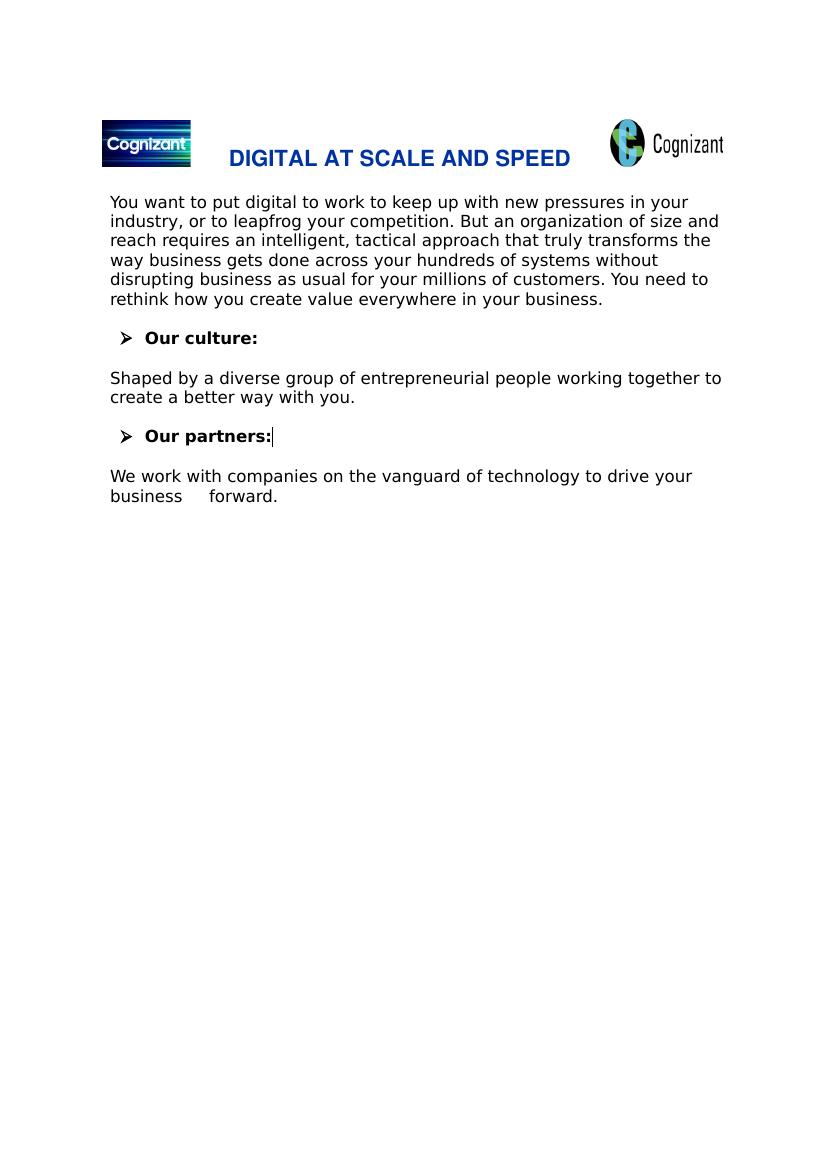 Cognizant
DIGITAL AT SCALE AND SPEED
Cognizant
You want to put digital to work to keep up with new pressures in your
industry, or to leapfrog your competition. But an organization of size and
reach requires an intelligent, tactical approach that truly transforms the
way business gets done across your hundreds of systems without
disrupting business as usual for your millions of customers. You need to
rethink how you create value everywhere in your business.
➢ Our culture:
Shaped by a diverse group of entrepreneurial people working together to
create a better way with you.
➢ Our partners:
We work with companies on the vanguard of technology to drive your
business forward.